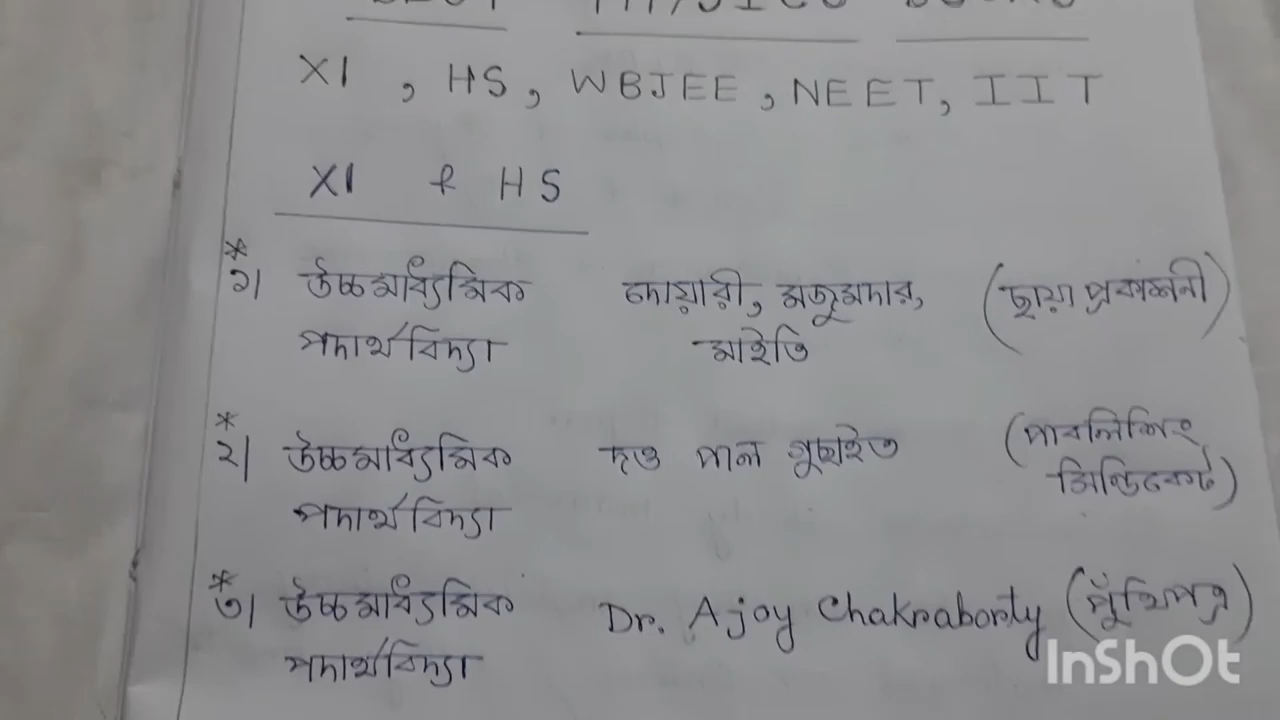 XI , HS, WBJEE, NEET, IIT
XI & HS
* ১। উচ্চমাধ্যমিক দোয়ারী, মজুমদার, (ছায়া প্রকাশনী)
পদার্থবিদ্যা মাইতি
* ২। উচ্চমাধ্যমিক দত্ত পাল গুছাইত (পাবলিশিং
পদার্থবিদ্যা সিন্ডিকেট)
* ৩। উচ্চমাধ্যমিক Dr. Ajoy Chakraborty (পুঁথিপত্র)
পদার্থবিদ্যা
InShOt